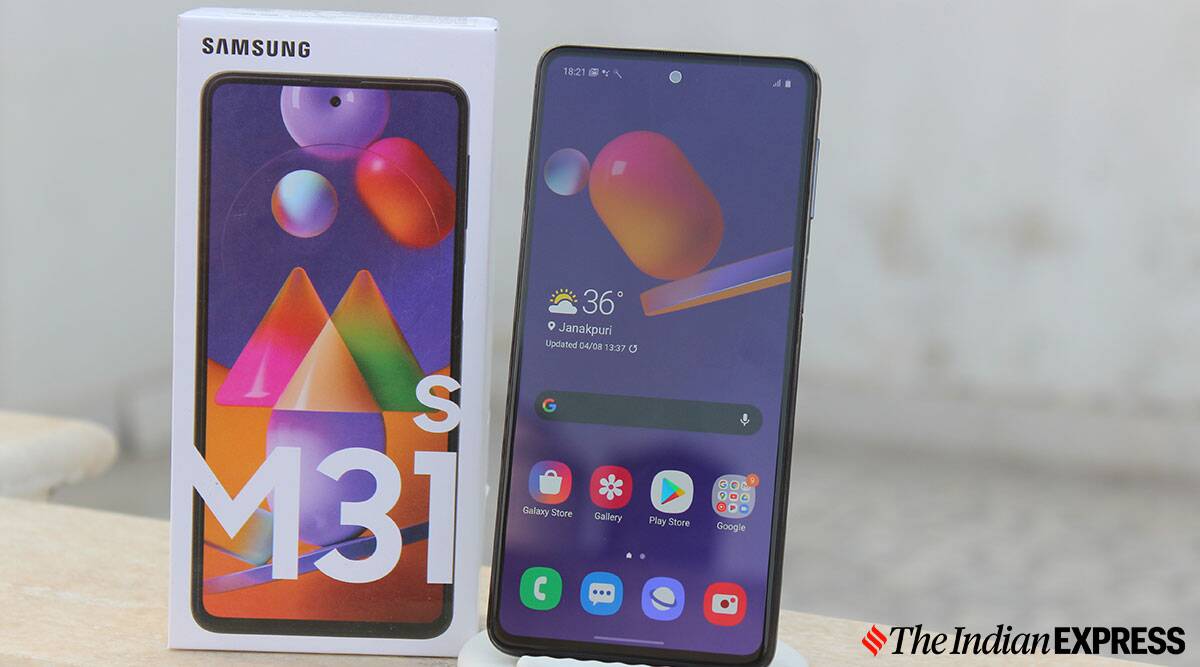 SAMSUNG
S
M31
18:21
36°
Janakpuri
Updated 04/08 13:37
G
Galaxy Store
Gallery
Play Store
9
Google
The Indian EXPRESS